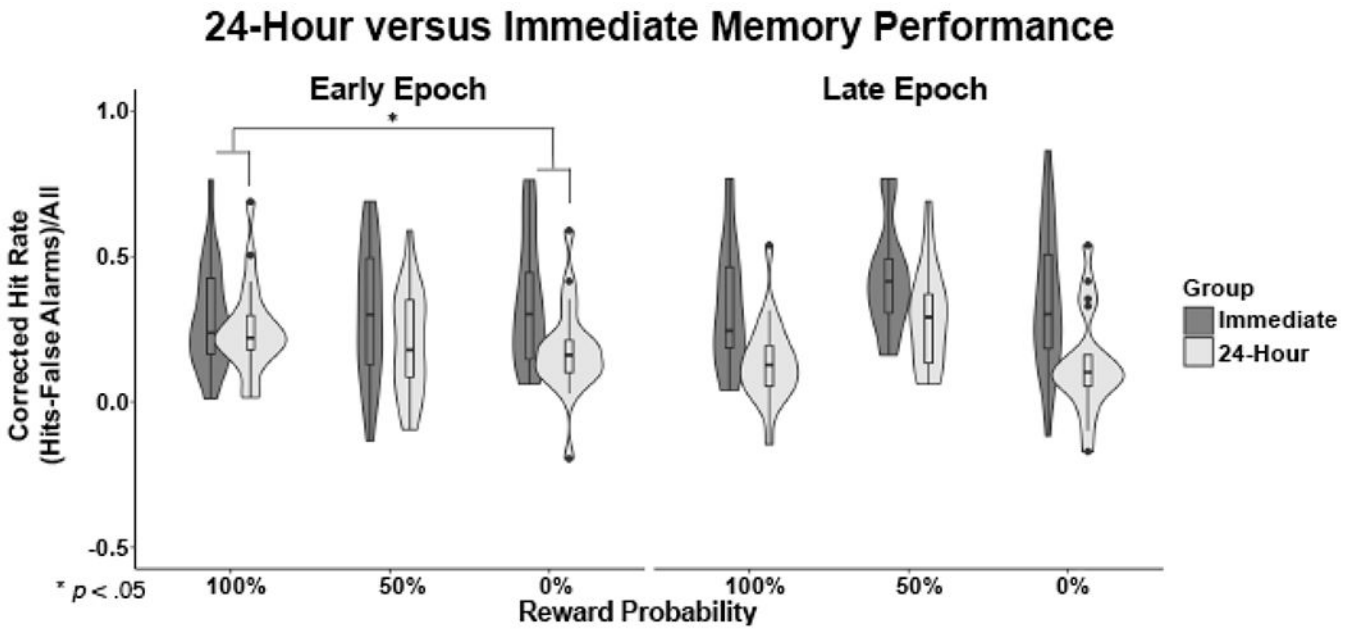 24-Hour versus Immediate Memory Performance
Early Epoch
Late Epoch
*
Corrected Hit Rate
(Hits-False Alarms)/All
1.0
0.5
0.0
-0.5
100%
50%
0%
100%
50%
0%
Reward Probability
* p < .05
Group
Immediate
24-Hour